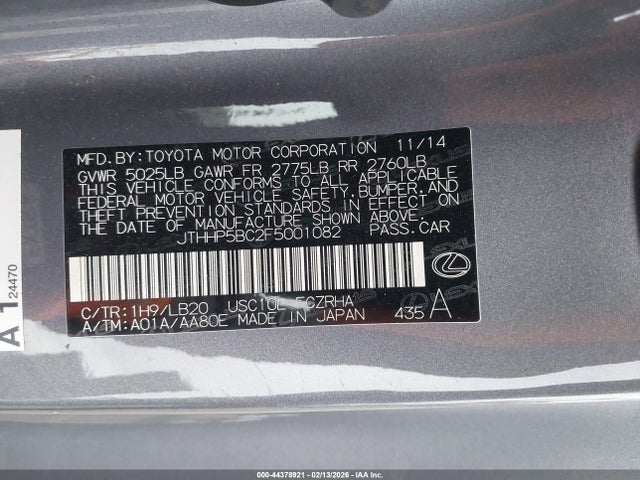 MFD. BY: TOYOTA MOTOR CORPORATION 11/14
GVWR 5025LB GAWR FR 2775LB RR 2760LB
THIS VEHICLE CONFORMS TO ALL APPLICABLE
FEDERAL MOTOR VEHICLE SAFETY, BUMPER, AND
THEFT PREVENTION STANDARDS IN EFFECT ON
THE DATE OF MANUFACTURE SHOWN ABOVE.
JTHHP5BC2F5001082 PASS. CAR
C/TR: 1H9/LB20 USC10L-5CZRHA
A/TM: A01A/AA80E MADE IN JAPAN 435 A
A 1
24470
LEXUS
000-44378921 - 02/13/2026 - IAA Inc.